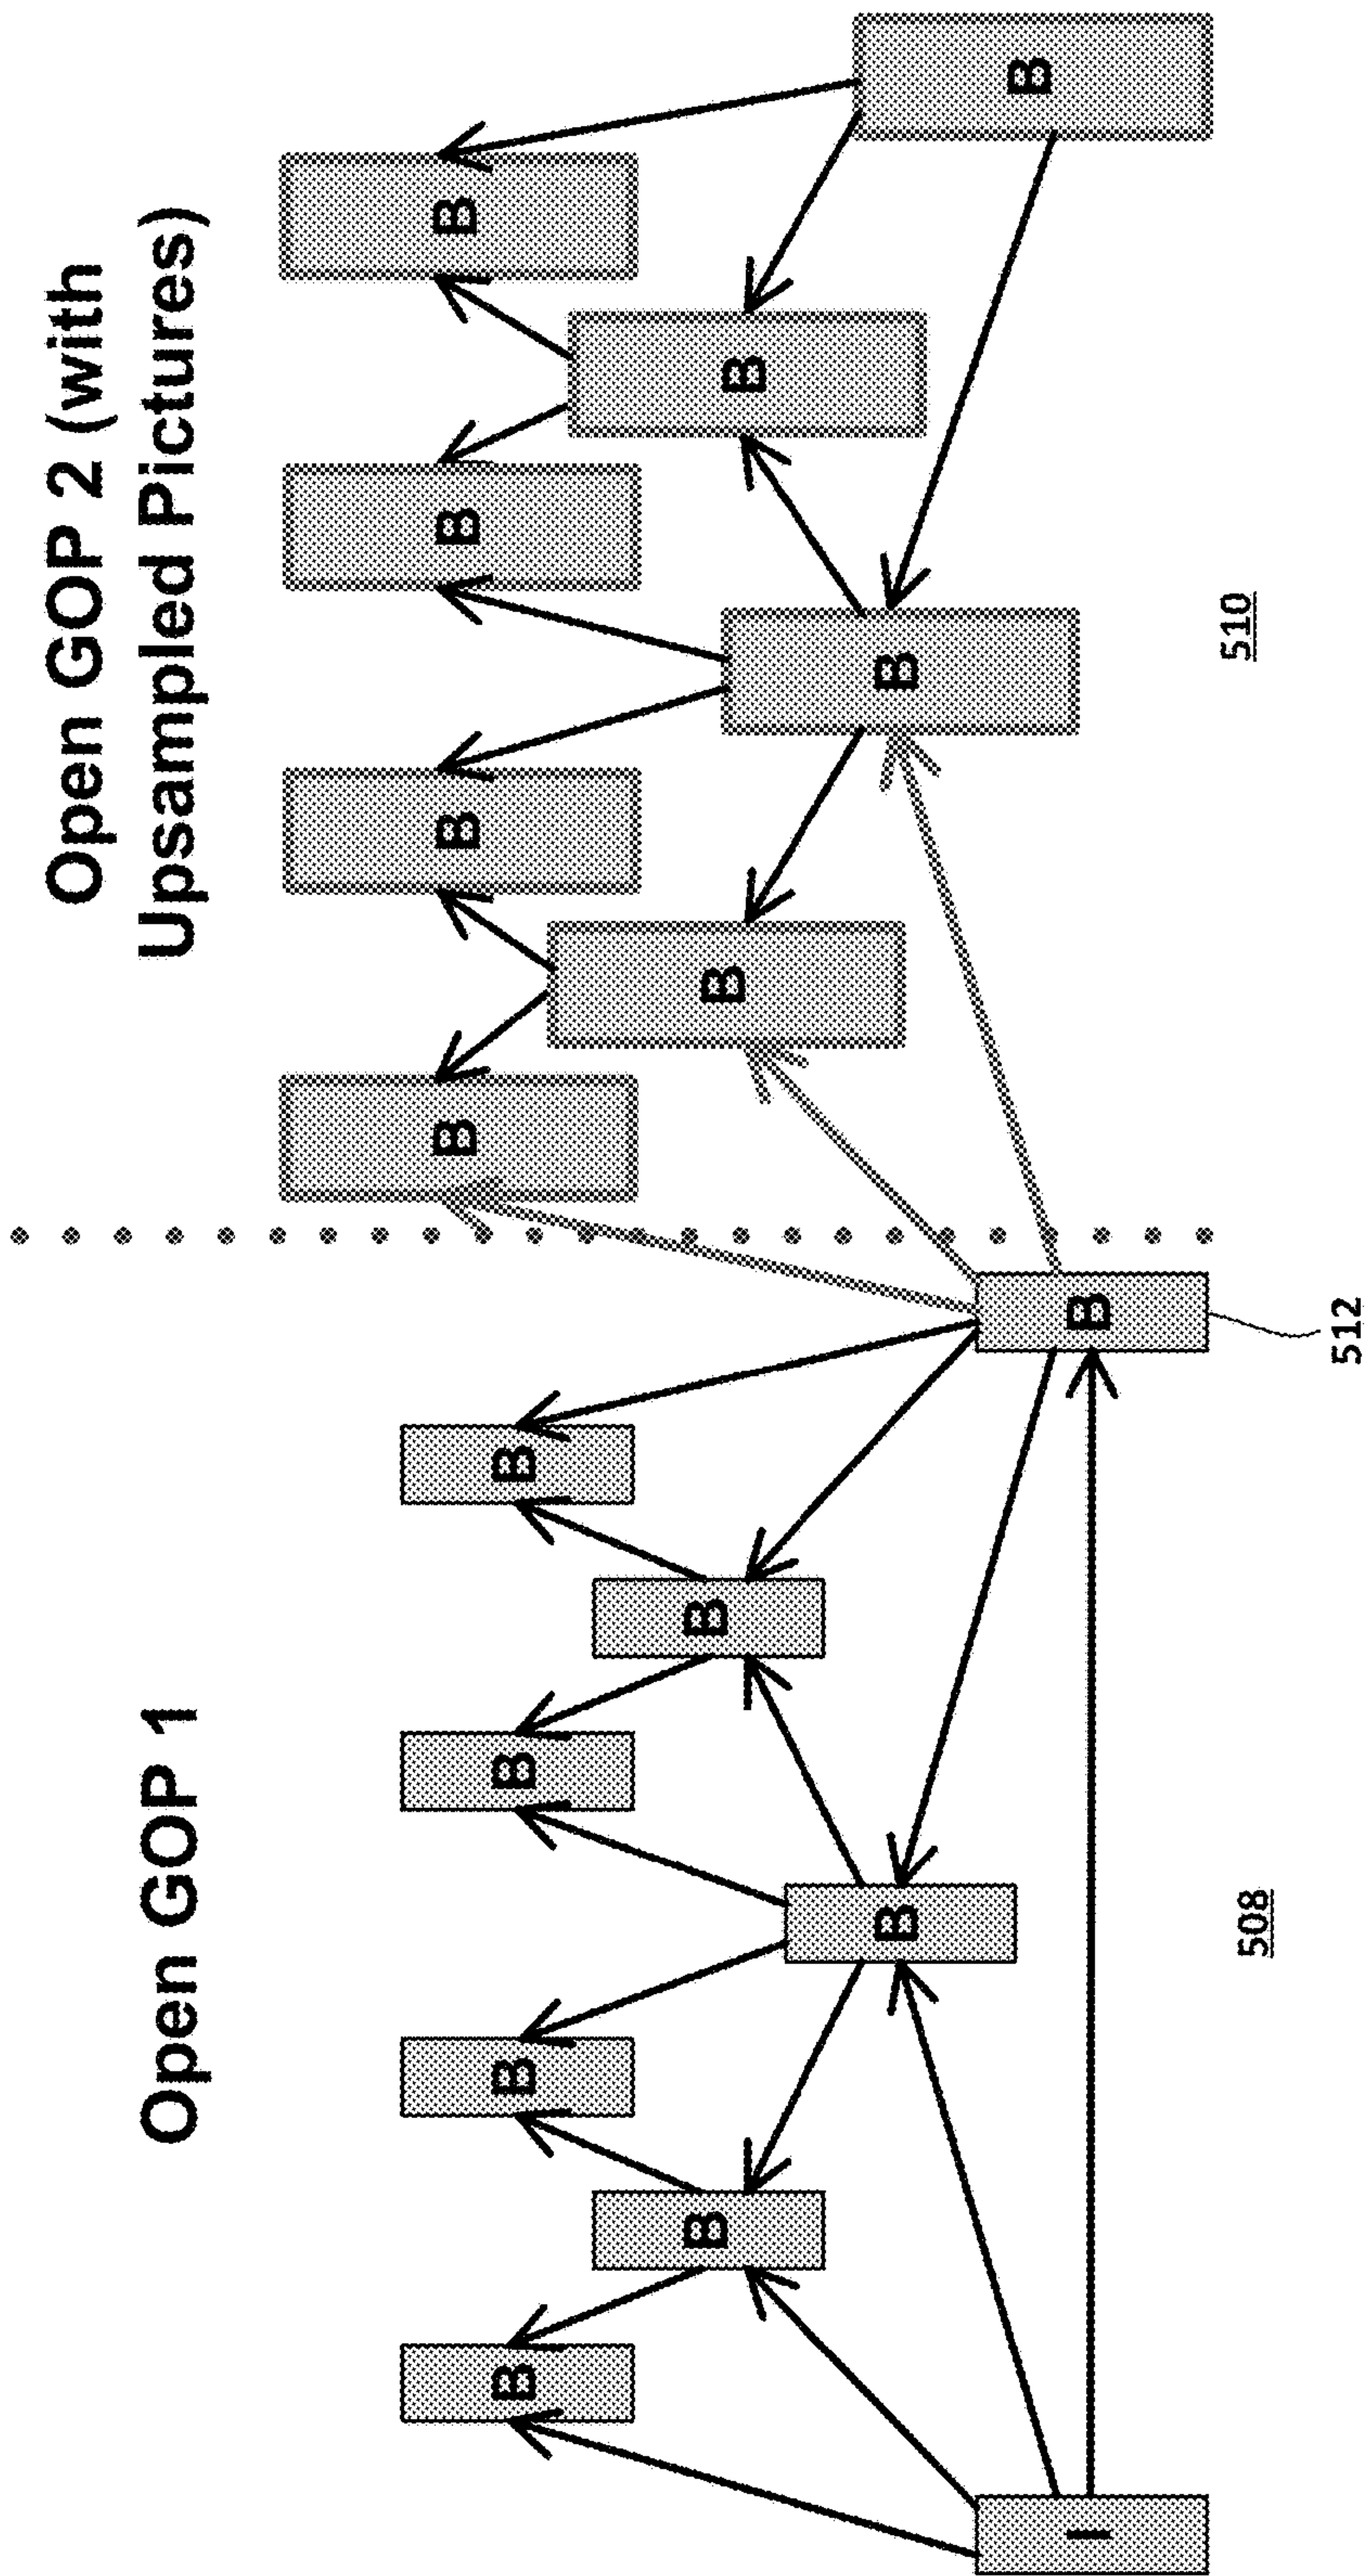 Open GOP 1
Open GOP 2 (with
Upsampled Pictures)
B B B B B B B B
B B B B
B B
I B B
508
510
512